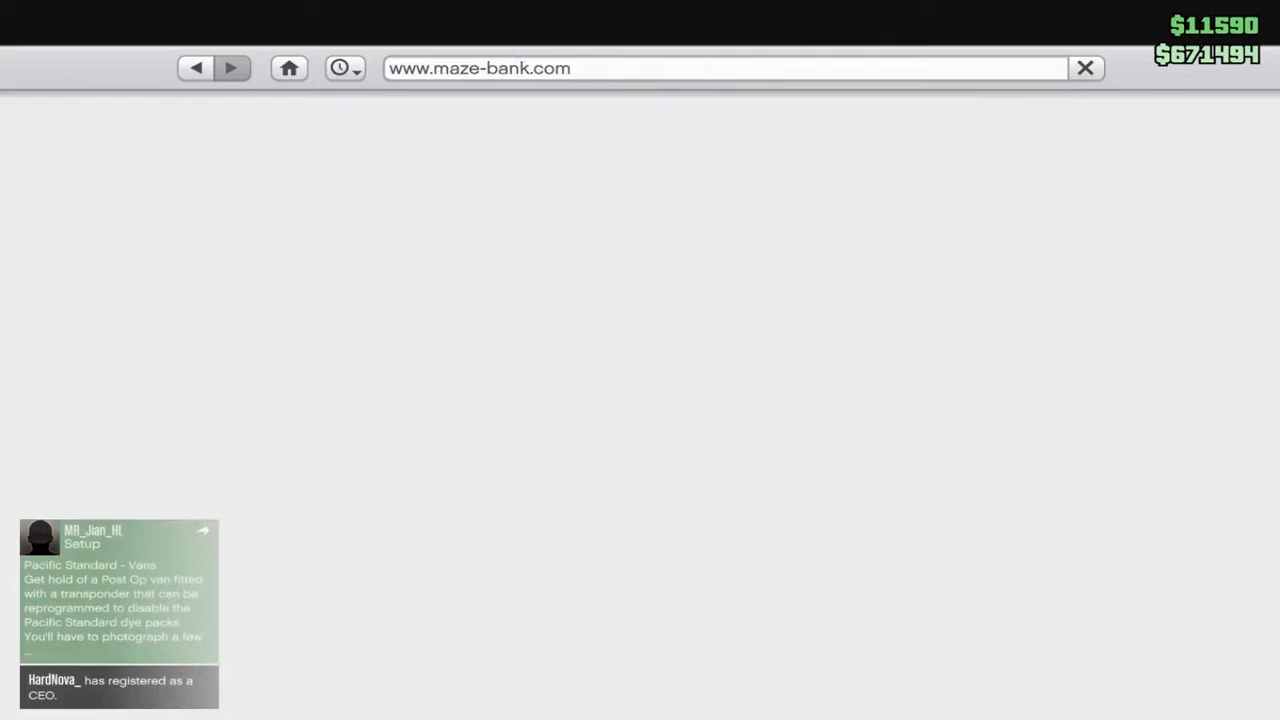 $11590
www.maze-bank.com
$671494
MR_Jian_HL
Setup
Pacific Standard - Vans
Get hold of a Post Op van fitted
with a transponder that can be
reprogrammed to disable the
Pacific Standard dye packs
You'll have to photograph a few
...
HardNova_ has registered as a
CEO.